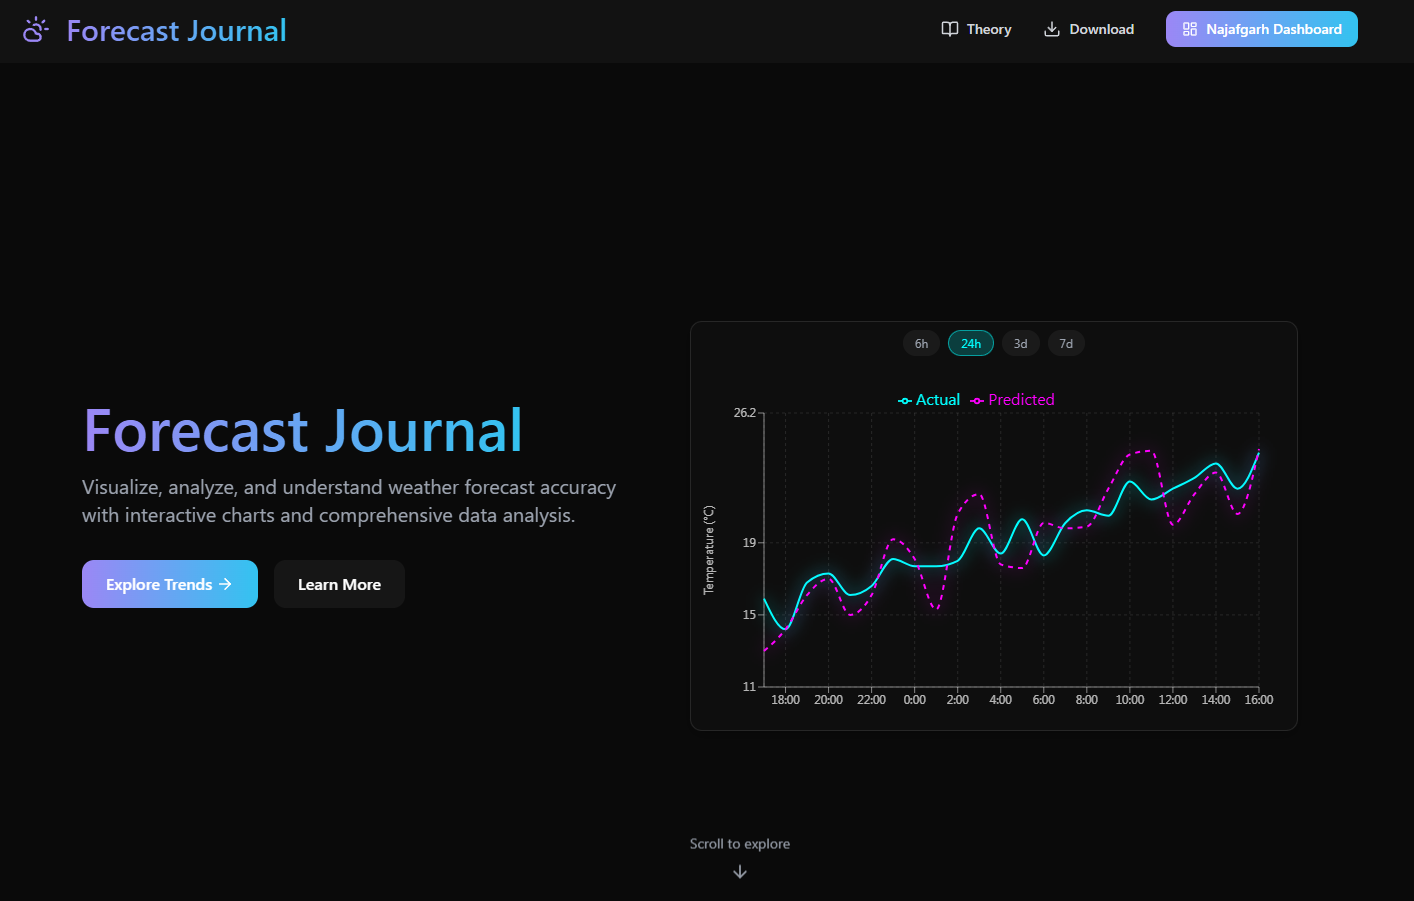 Forecast Journal
Theory
Download
Najafgarh Dashboard
Forecast Journal
Visualize, analyze, and understand weather forecast accuracy
with interactive charts and comprehensive data analysis.
Explore Trends →
Learn More
6h 24h 3d 7d
Actual Predicted
Temperature (°C)
26.2
19
15
11
18:00 20:00 22:00 0:00 2:00 4:00 6:00 8:00 10:00 12:00 14:00 16:00
Scroll to explore